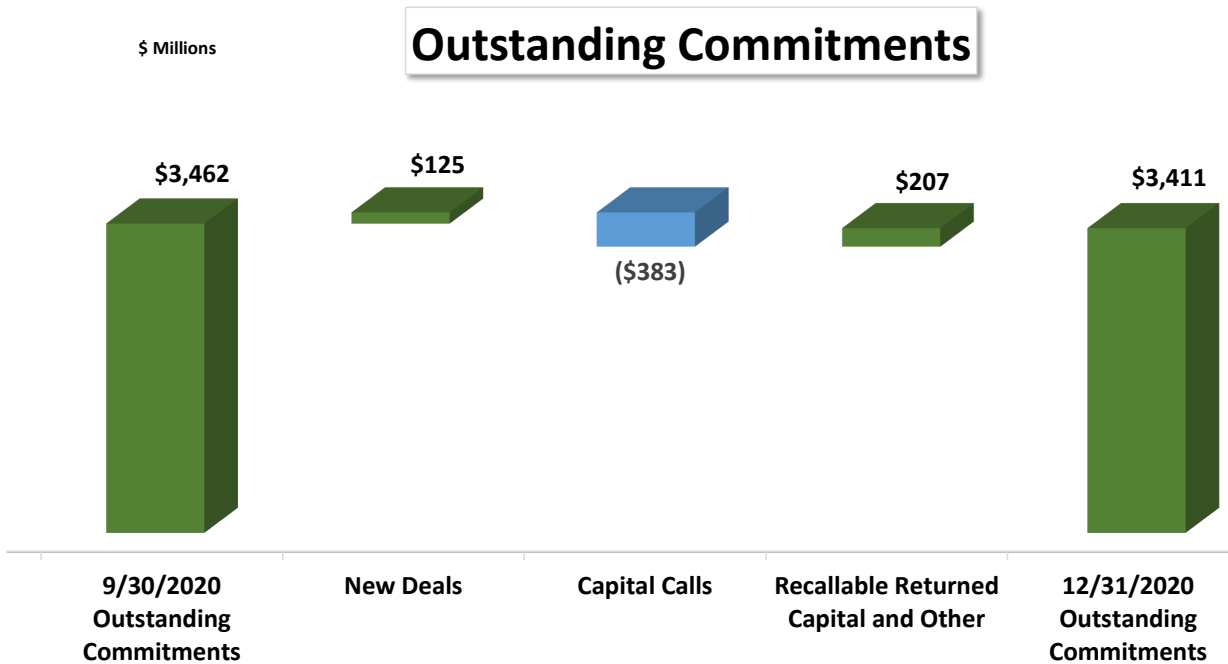 $ Millions
Outstanding Commitments
$3,462
$125
($383)
$207
$3,411
9/30/2020
Outstanding
Commitments
New Deals
Capital Calls
Recallable Returned
Capital and Other
12/31/2020
Outstanding
Commitments